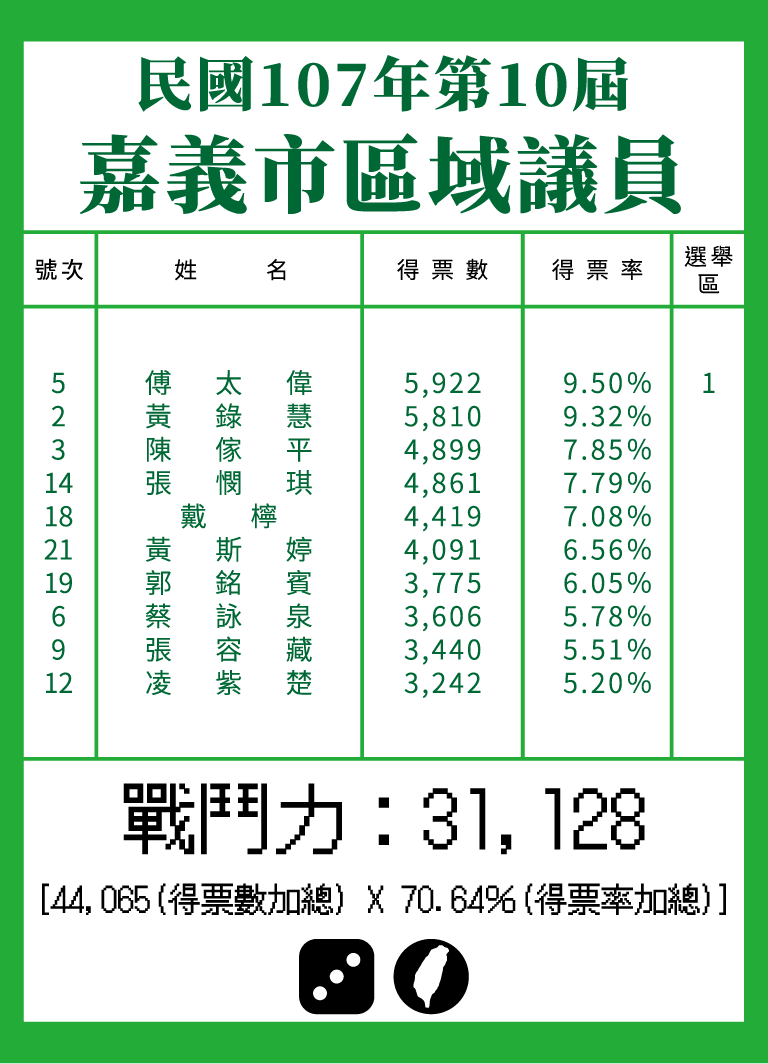 民國107年第10屆
嘉義市區域議員
號次 姓名 得票數 得票率 選舉區
5 傅太偉 5,922 9.50% 1
2 黃錄慧 5,810 9.32%
3 陳傢平 4,899 7.85%
14 張憫琪 4,861 7.79%
18 戴檸 4,419 7.08%
21 黃斯婷 4,091 6.56%
19 郭銘賓 3,775 6.05%
6 蔡詠泉 3,606 5.78%
9 張容藏 3,440 5.51%
12 凌紫楚 3,242 5.20%
戰鬥力:31,128
[44,065(得票數加總) X 70.64%(得票率加總)]